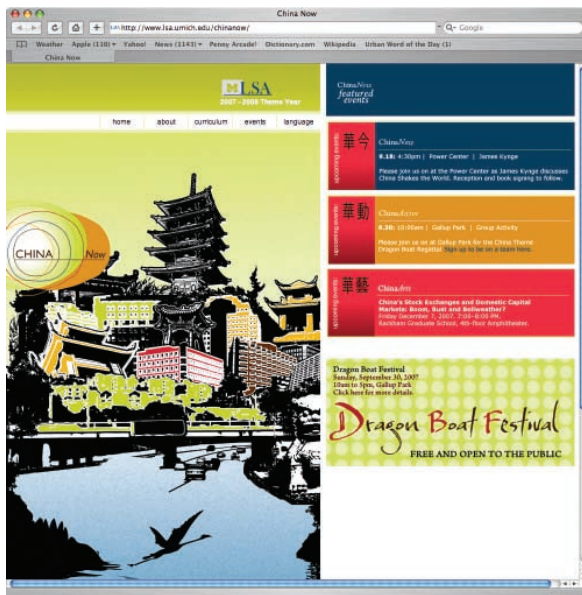 China Now
http://www.lsa.umich.edu/chinanow/
Google
Weather Apple (110) Yahoo! News (1143) Penny Arcade! Dictionary.com Wikipedia Urban Word of the Day (1)
China Now
M LSA
2007 - 2008 Theme Year
home about curriculum events language
CHINA Now
ChinaNow
featured
events
華今
ChinaNow
9.18: 4:30pm | Power Center | James Kynge
Please join us at the Power Center as James Kynge discusses
China Shakes the World. Reception and book signing to follow.
華動
ChinaActive
9.30: 10:00am | Gallup Park | Group Activity
Please join us on at Gallup Park for the China Theme
Dragon Boat Regatta! Sign up to be on a team here.
華藝
ChinaArts
China's Stock Exchanges and Domestic Capital
Markets: Boom, Bust and Bellweather?
Friday December 7, 2007. 7:00-8:00 PM.
Rackham Graduate School, 4th-floor Amphitheater.
Dragon Boat Festival
Sunday, September 30, 2007
10am to 5pm, Gallup Park
Click here for more details.
Dragon Boat Festival
FREE AND OPEN TO THE PUBLIC